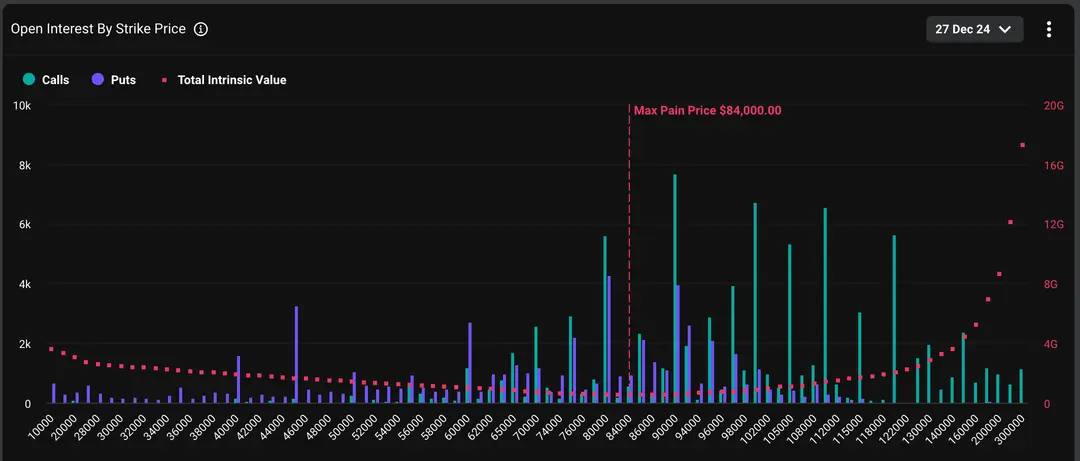 Open Interest By Strike Price
27 Dec 24
Calls
Puts
Total Intrinsic Value
Max Pain Price $84,000.00
10k
8k
6k
4k
2k
0
20G
16G
12G
8G
4G
0
10000
20000
28000
30000
32000
34000
36000
38000
40000
42000
44000
46000
48000
50000
52000
54000
56000
58000
60000
62000
65000
70000
74000
76000
80000
84000
86000
90000
94000
96000
98000
102000
105000
108000
112000
115000
118000
122000
130000
140000
160000
200000
300000